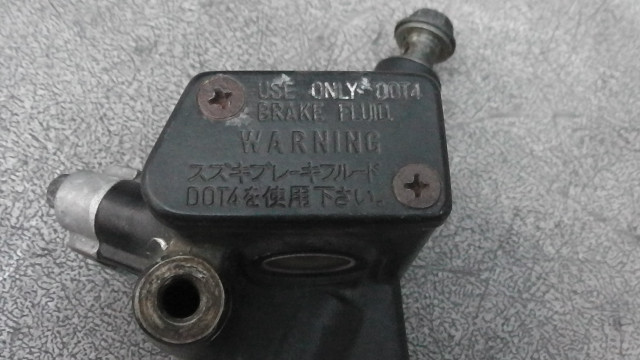 USE ONLY DOT4
BRAKE FLUID.
WARNING
スズキブレーキフルード
DOT4を使用下さい。